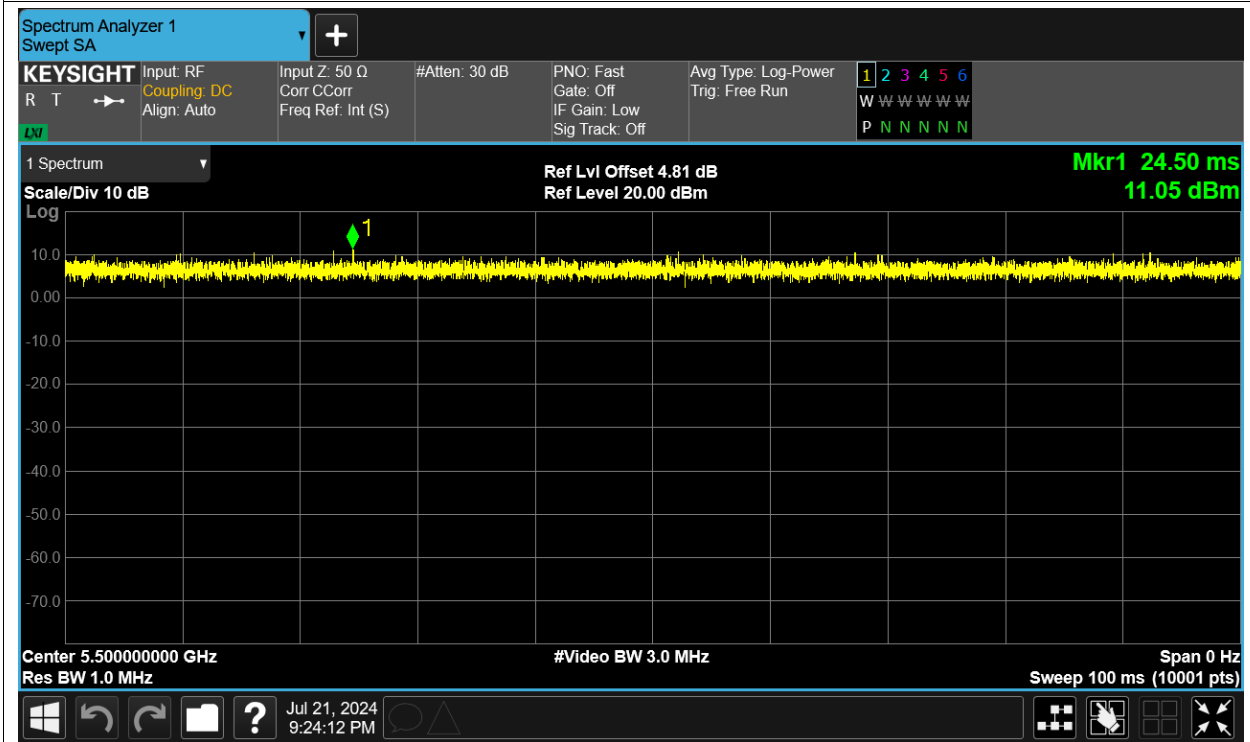 Spectrum Analyzer 1
Swept SA
KEYSIGHT
R T
LXI
Input: RF
Coupling: DC
Align: Auto
Input Z: 50 Ω
Corr CCorr
Freq Ref: Int (S)
#Atten: 30 dB
PNO: Fast
Gate: Off
IF Gain: Low
Sig Track: Off
Avg Type: Log-Power
Trig: Free Run
1 2 3 4 5 6
W W W W W W
P N N N N N
1 Spectrum
Scale/Div 10 dB
Ref Lvl Offset 4.81 dB
Ref Level 20.00 dBm
Mkr1 24.50 ms
11.05 dBm
Log
1
10.0
0.00
-10.0
-20.0
-30.0
-40.0
-50.0
-60.0
-70.0
Center 5.500000000 GHz
Res BW 1.0 MHz
#Video BW 3.0 MHz
Span 0 Hz
Sweep 100 ms (10001 pts)
?
Jul 21, 2024
9:24:12 PM